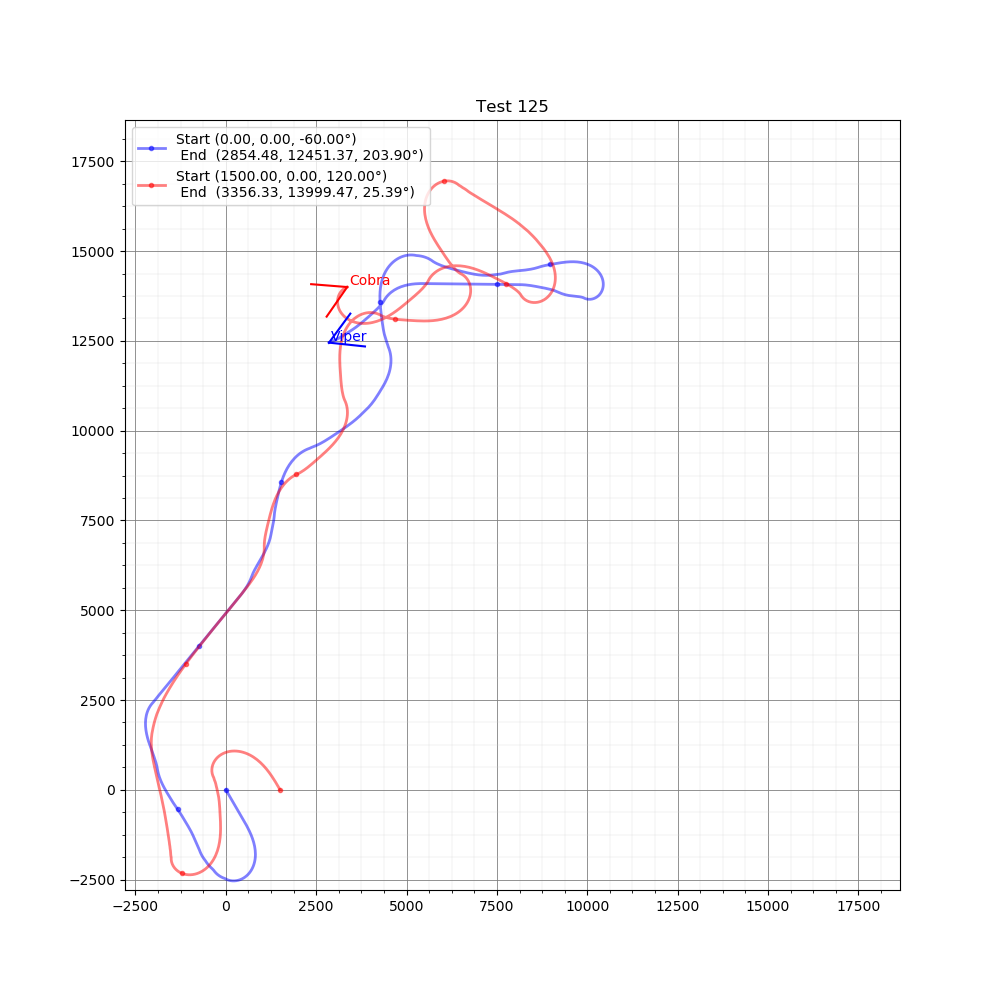 Test 125
Start (0.00, 0.00, -60.00°)
End  (2854.48, 12451.37, 203.90°)
Start (1500.00, 0.00, 120.00°)
End  (3356.33, 13999.47, 25.39°)
17500
15000
12500
10000
7500
5000
2500
0
−2500
Cobra
Viper
−2500 0 2500 5000 7500 10000 12500 15000 17500